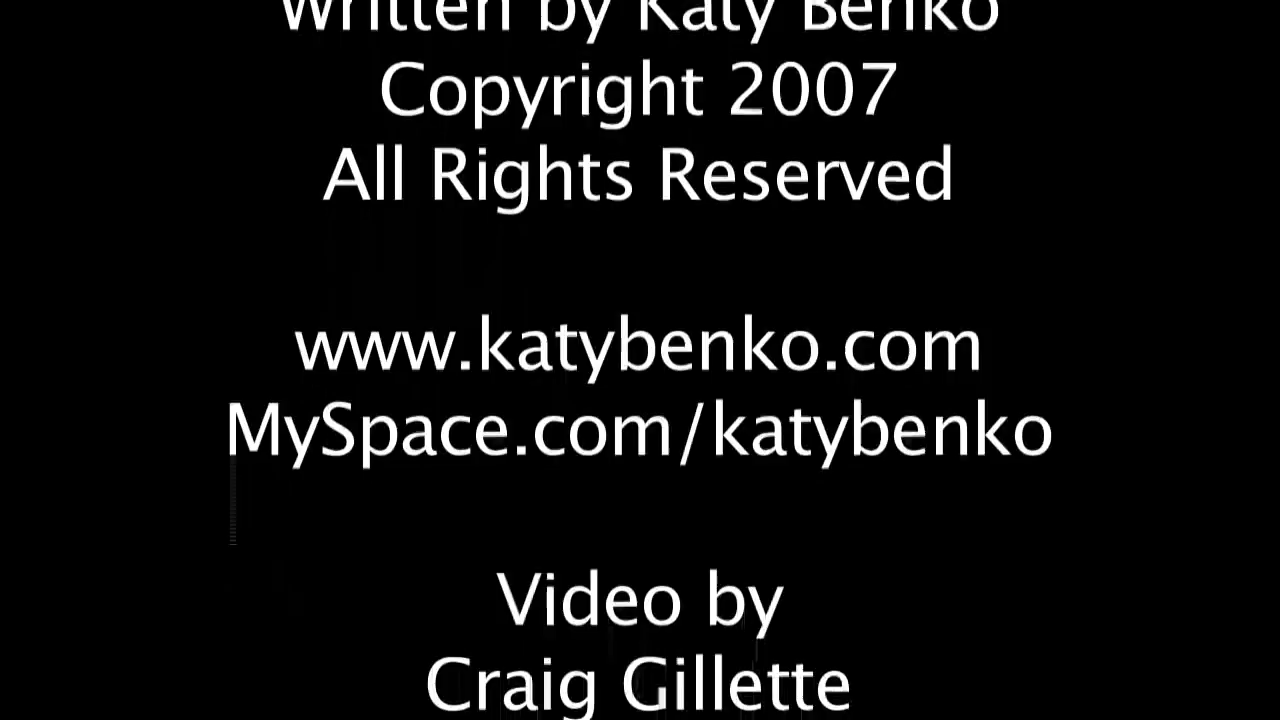 Written by Katy Benko
Copyright 2007
All Rights Reserved
www.katybenko.com
MySpace.com/katybenko
Video by
Craig Gillette